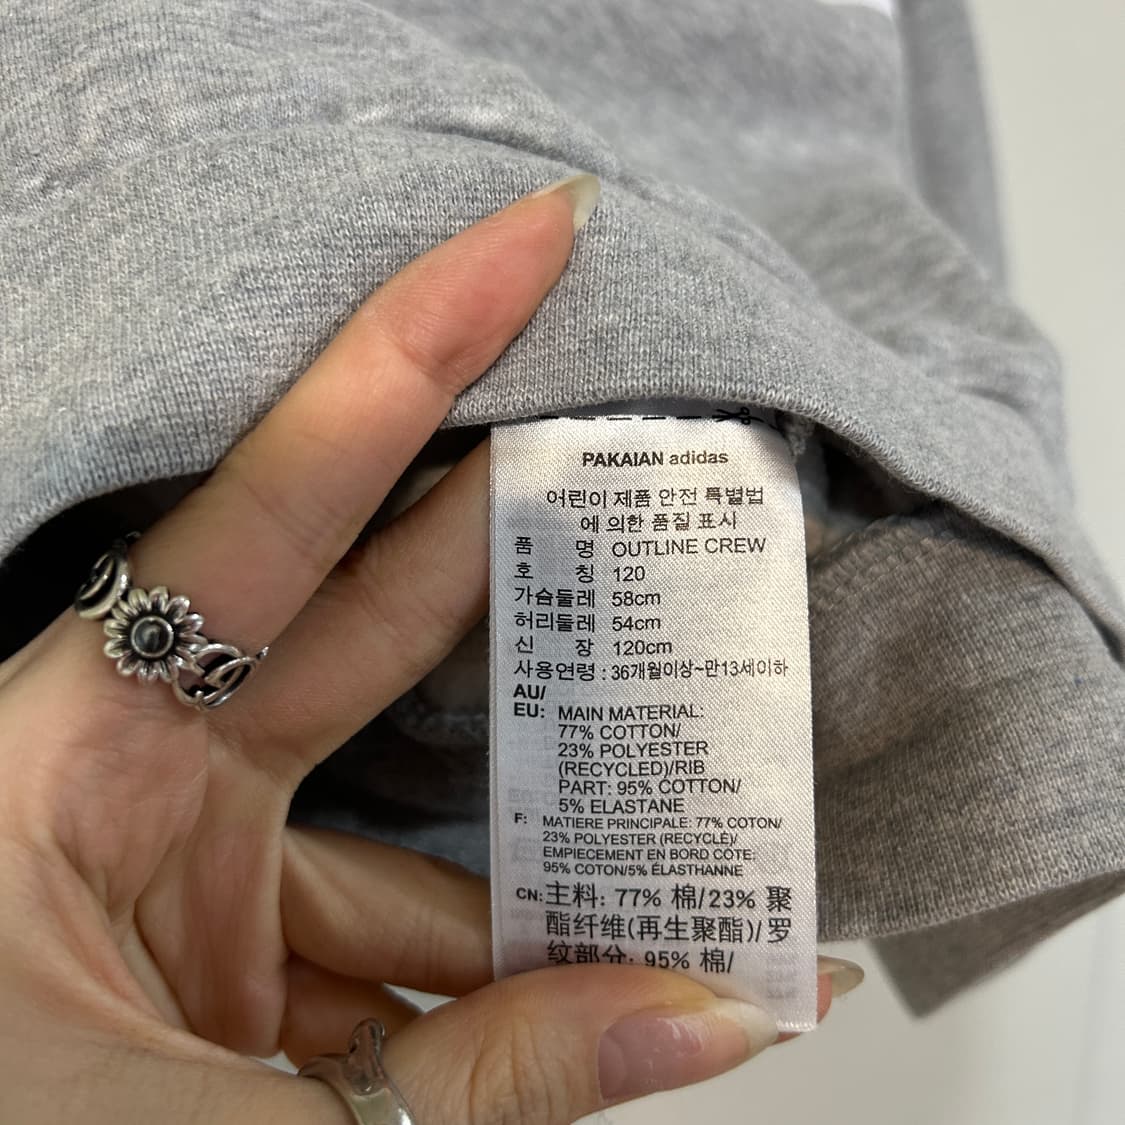 PAKAIAN adidas
어린이 제품 안전 특별법
에 의한 품질 표시
품 명 OUTLINE CREW
호 칭 120
가슴둘레 58cm
허리둘레 54cm
신 장 120cm
사용연령 : 36개월이상~만13세이하
AU/
EU: MAIN MATERIAL:
77% COTTON/
23% POLYESTER
(RECYCLED)/RIB
PART: 95% COTTON/
5% ELASTANE
F: MATIERE PRINCIPALE: 77% COTON/
23% POLYESTER (RECYCLÉ)/
EMPIECEMENT EN BORD COTE:
95% COTON/5% ÉLASTHANNE
CN: 主料: 77% 棉/23% 聚
酯纤维(再生聚酯)/罗
纹部分: 95% 棉/